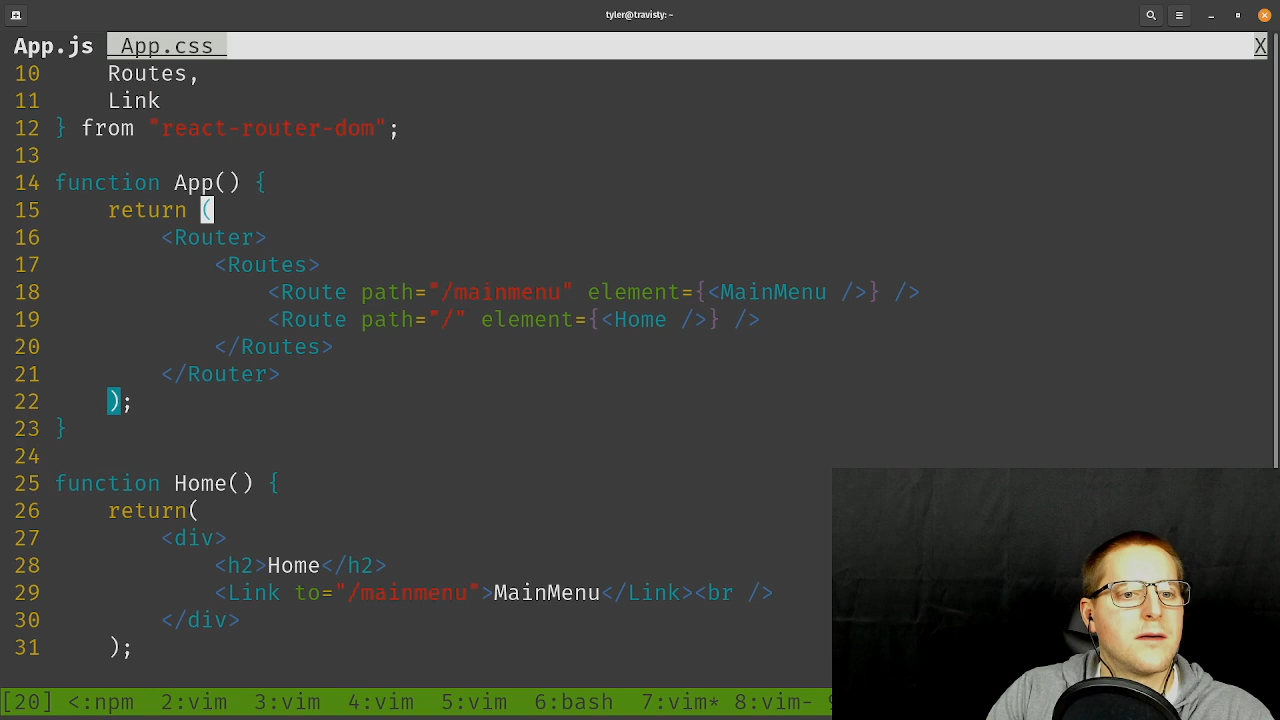 tyler@travisty: ~
App.js App.css X
10 Routes,
11 Link
12 } from "react-router-dom";
13
14 function App() {
15 return (
16 <Router>
17 <Routes>
18 <Route path="/mainmenu" element={<MainMenu />} />
19 <Route path="/" element={<Home />} />
20 </Routes>
21 </Router>
22 );
23 }
24
25 function Home() {
26 return(
27 <div>
28 <h2>Home</h2>
29 <Link to="/mainmenu">MainMenu</Link><br />
30 </div>
31 );
[20] <:npm 2:vim 3:vim 4:vim 5:vim 6:bash 7:vim* 8:vim-